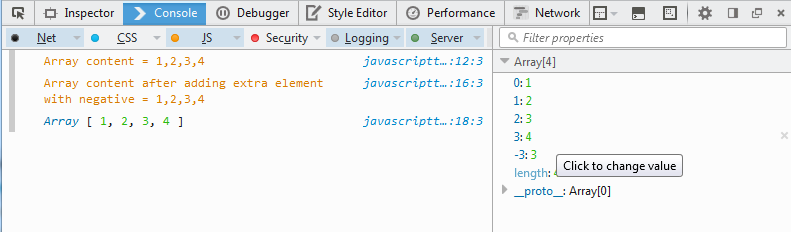 Inspector Console Debugger Style Editor Performance Network
Net CSS JS Security Logging Server
Filter properties
Array content = 1,2,3,4 javascriptt…:12:3
Array content after adding extra element javascriptt…:16:3
with negative = 1,2,3,4
Array [ 1, 2, 3, 4 ] javascriptt…:18:3
Array[4]
0: 1
1: 2
2: 3
3: 4
-3: 3
Click to change value
length:
__proto__: Array[0]